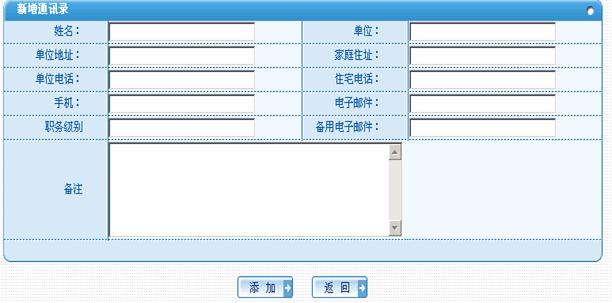 新增通讯录
姓名： 单位：
单位地址： 家庭住址：
单位电话： 住宅电话：
手机： 电子邮件：
职务级别 备用电子邮件：
备注
添 加 返 回